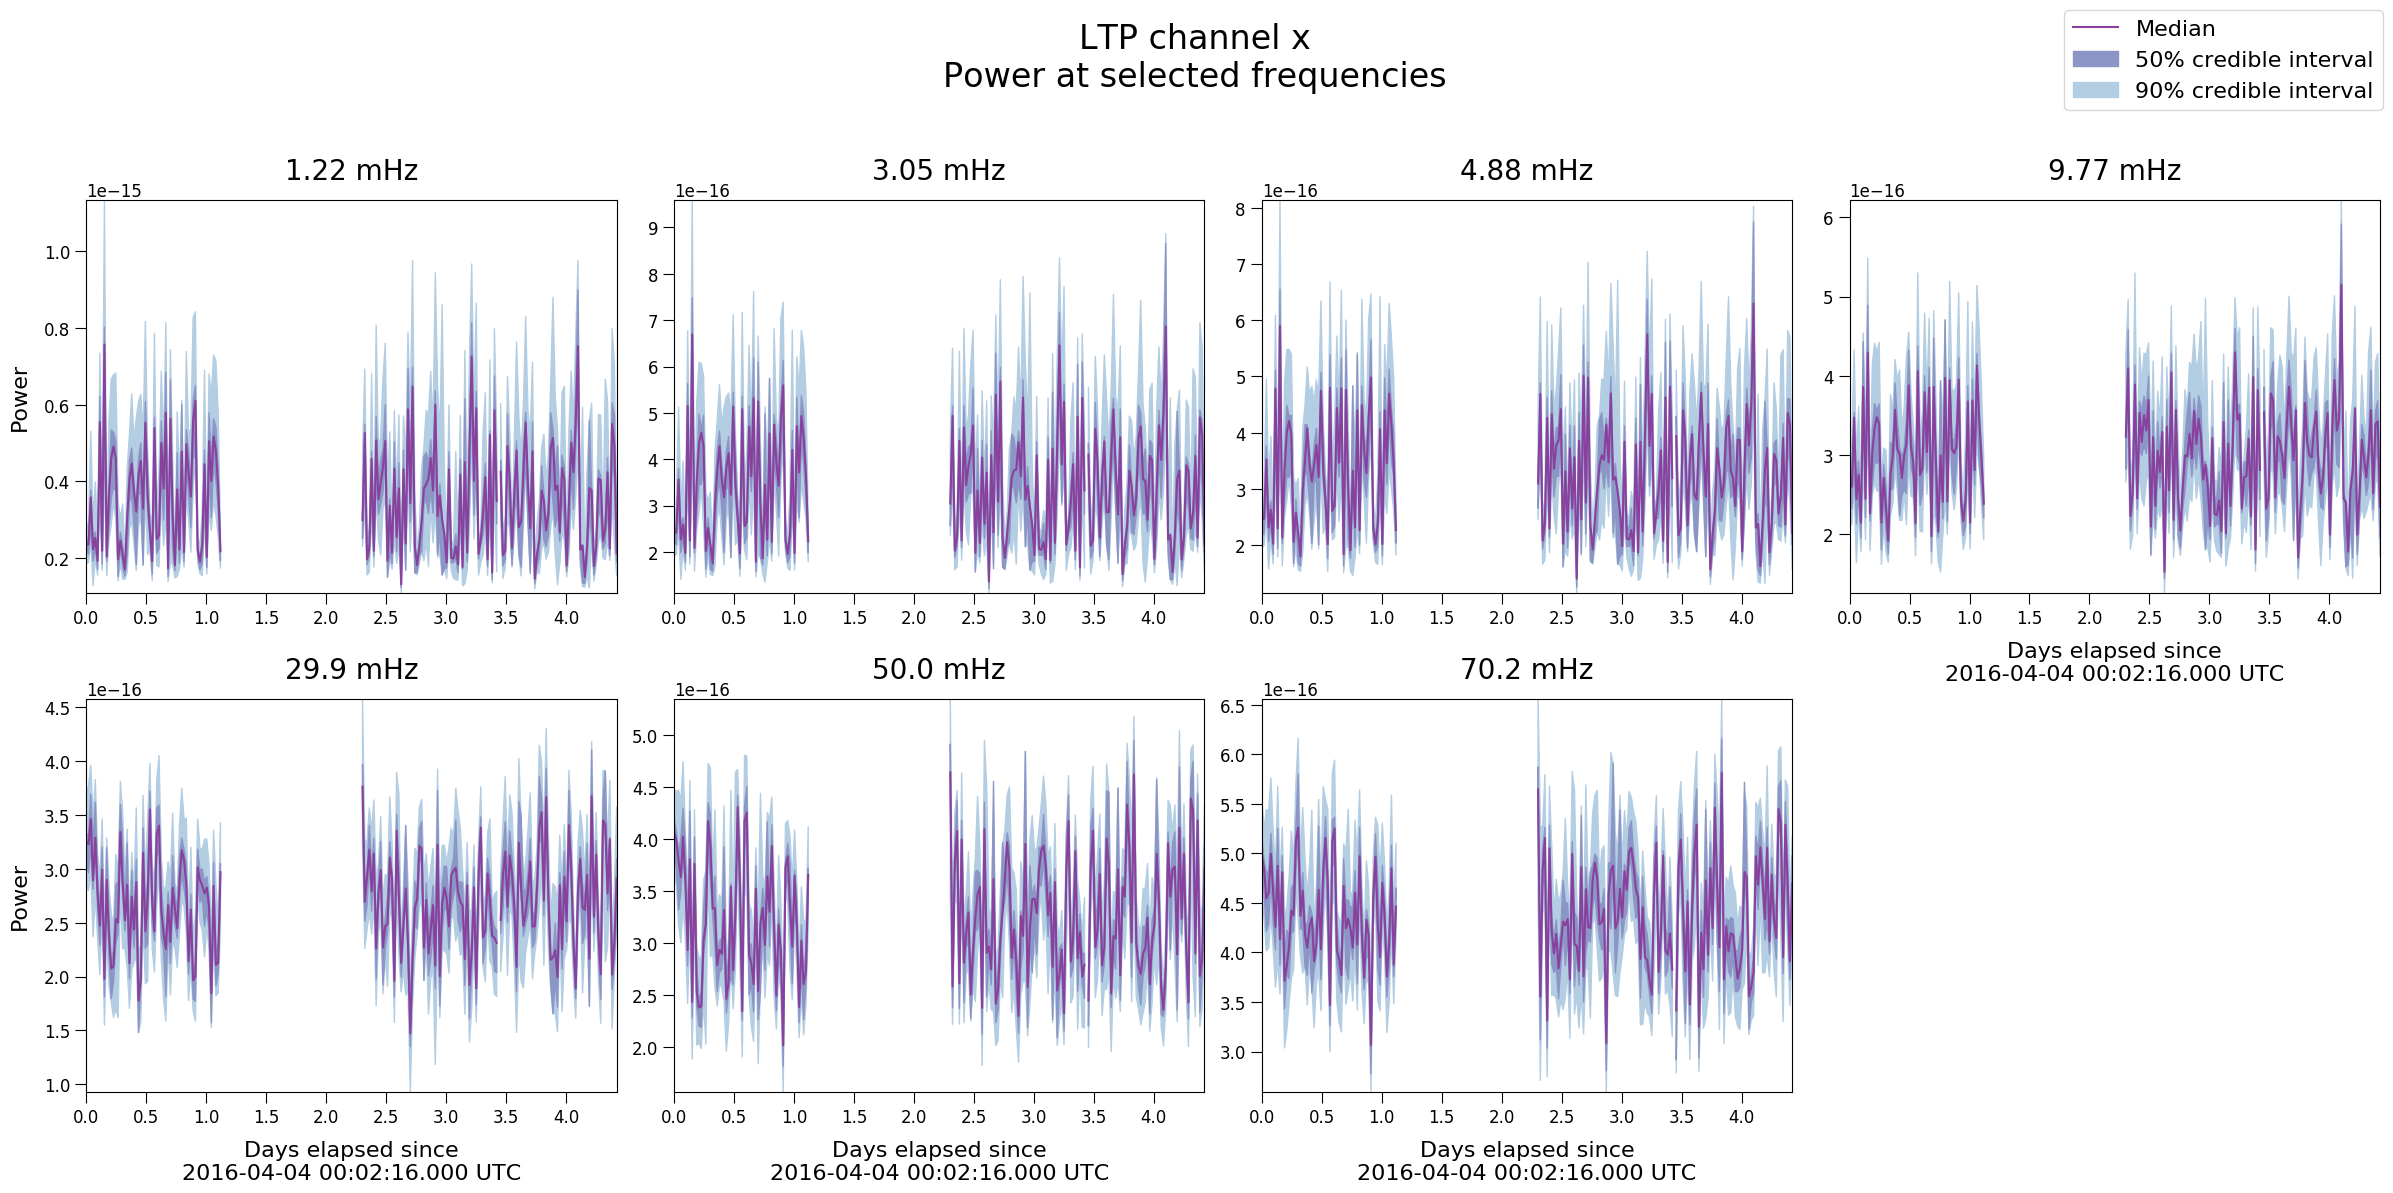 LTP channel x
Power at selected frequencies
Median
50% credible interval
90% credible interval
1.22 mHz
1e−15
1.0
0.8
0.6
0.4
0.2
Power
0.0 0.5 1.0 1.5 2.0 2.5 3.0 3.5 4.0
3.05 mHz
1e−16
9
8
7
6
5
4
3
2
0.0 0.5 1.0 1.5 2.0 2.5 3.0 3.5 4.0
4.88 mHz
1e−16
8
7
6
5
4
3
2
0.0 0.5 1.0 1.5 2.0 2.5 3.0 3.5 4.0
9.77 mHz
1e−16
6
5
4
3
2
0.0 0.5 1.0 1.5 2.0 2.5 3.0 3.5 4.0
Days elapsed since
2016-04-04 00:02:16.000 UTC
29.9 mHz
1e−16
4.5
4.0
3.5
3.0
2.5
2.0
1.5
1.0
Power
0.0 0.5 1.0 1.5 2.0 2.5 3.0 3.5 4.0
Days elapsed since
2016-04-04 00:02:16.000 UTC
50.0 mHz
1e−16
5.0
4.5
4.0
3.5
3.0
2.5
2.0
0.0 0.5 1.0 1.5 2.0 2.5 3.0 3.5 4.0
Days elapsed since
2016-04-04 00:02:16.000 UTC
70.2 mHz
1e−16
6.5
6.0
5.5
5.0
4.5
4.0
3.5
3.0
0.0 0.5 1.0 1.5 2.0 2.5 3.0 3.5 4.0
Days elapsed since
2016-04-04 00:02:16.000 UTC